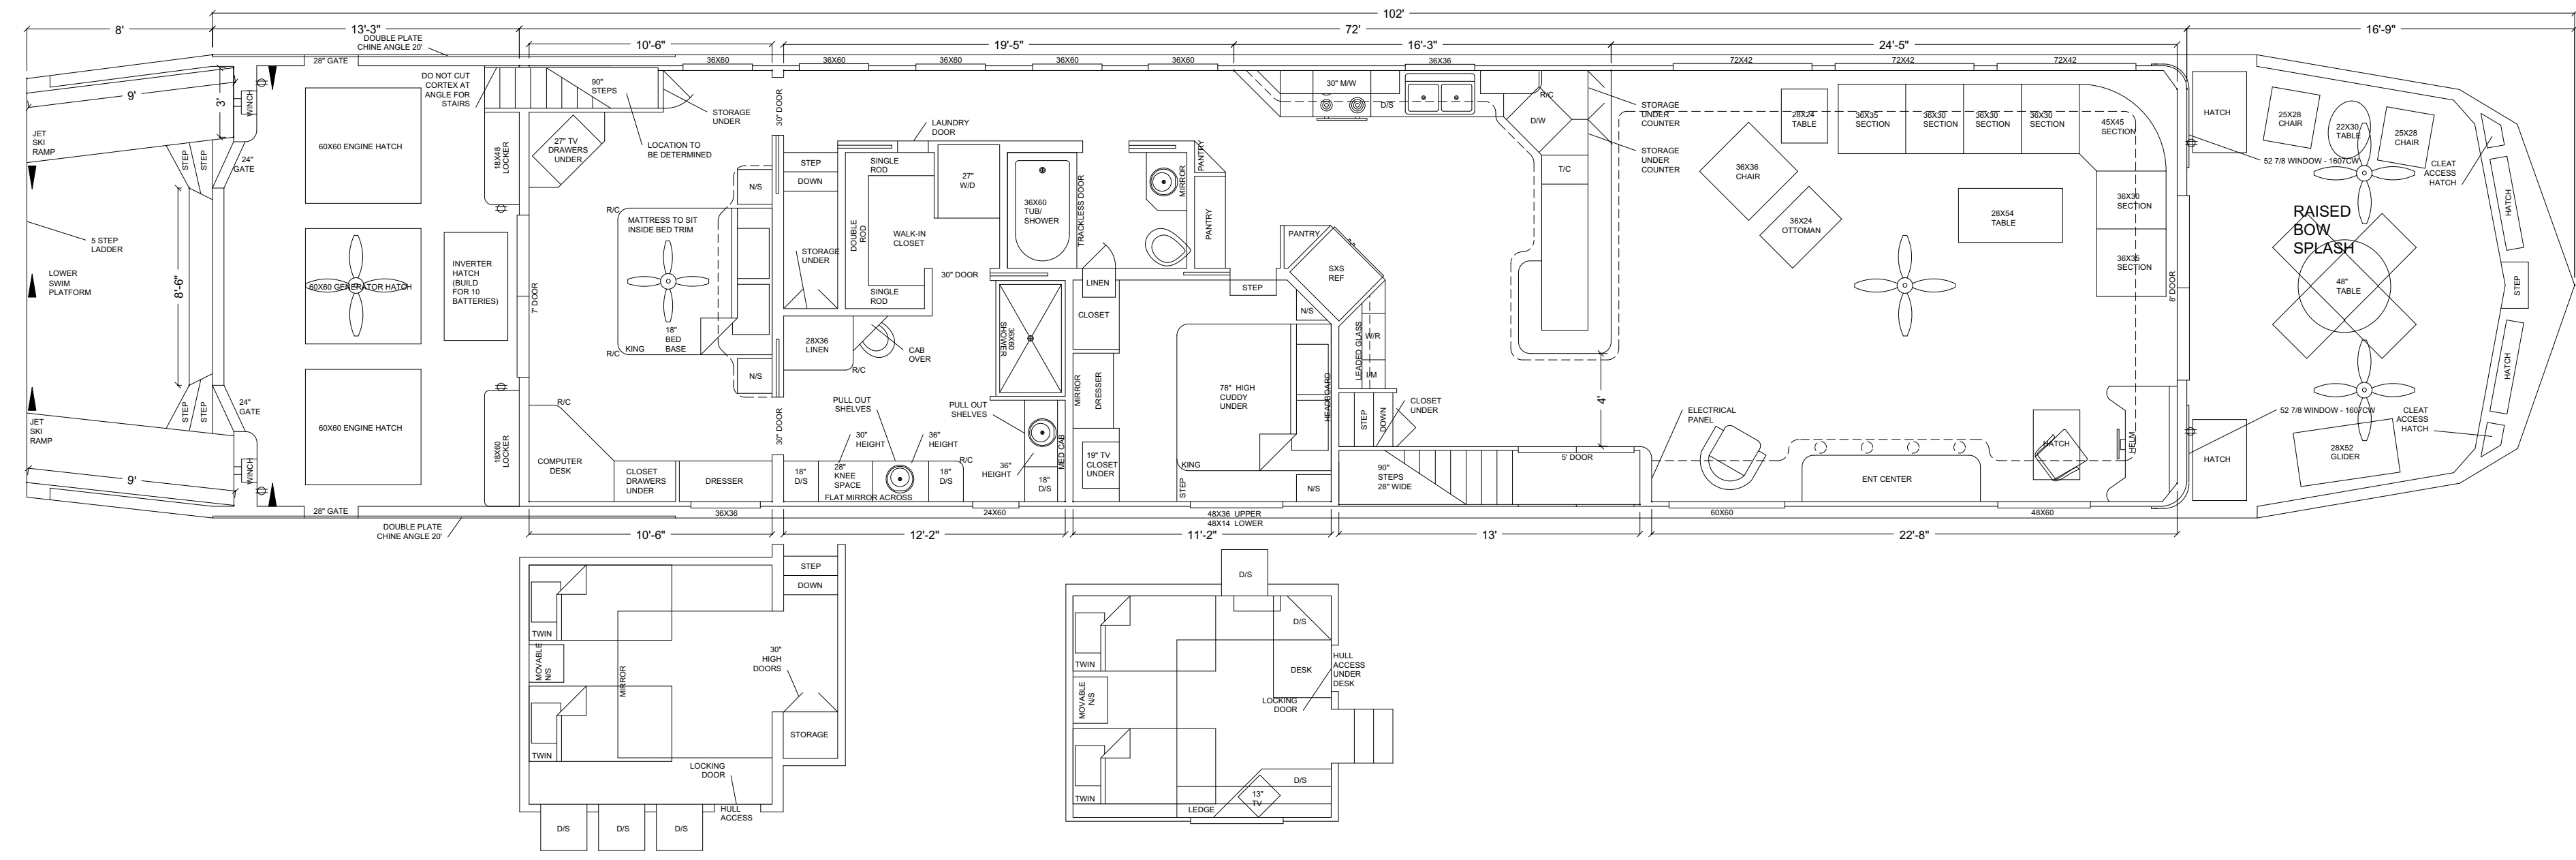 102'
8'
13'-3"
72'
16'-9"
DOUBLE PLATE
CHINE ANGLE 20'
10'-6"
19'-5"
16'-3"
24'-5"
28" GATE
36X60
36X60
36X60
36X60
36X60
36X36
72X42
72X42
72X42
9'
3'
WINCH
DO NOT CUT
CORTEX AT
ANGLE FOR
STAIRS
90"
STEPS
STORAGE
UNDER
LOCATION TO
BE DETERMINED
30" DOOR
LAUNDRY
DOOR
30" M/W
D/S
R/C
D/W
T/C
STORAGE
UNDER
COUNTER
STORAGE
UNDER
COUNTER
28X24
TABLE
36X35
SECTION
36X30
SECTION
36X30
SECTION
36X30
SECTION
45X45
SECTION
HATCH
25X28
CHAIR
22X30
TABLE
25X28
CHAIR
52 7/8 WINDOW - 1607CW
CLEAT
ACCESS
HATCH
HATCH
JET
SKI
RAMP
STEP
STEP
24"
GATE
60X60 ENGINE HATCH
18X48
LOCKER
27" TV
DRAWERS
UNDER
N/S
STEP
DOWN
SINGLE
ROD
27"
W/D
36X60
TUB/
SHOWER
TRACKLESS DOOR
MIRROR
PANTRY
PANTRY
36X36
CHAIR
36X24
OTTOMAN
28X54
TABLE
36X30
SECTION
36X35
SECTION
RAISED
BOW
SPLASH
5 STEP
LADDER
LOWER
SWIM
PLATFORM
8'-6"
60X60 GENERATOR HATCH
INVERTER
HATCH
(BUILD
FOR 10
BATTERIES)
7' DOOR
R/C
MATTRESS TO SIT
INSIDE BED TRIM
STORAGE
UNDER
DOUBLE
ROD
WALK-IN
CLOSET
SINGLE
ROD
30" DOOR
LINEN
CLOSET
STEP
PANTRY
SXS
REF
8' DOOR
48"
TABLE
STEP
KING
18"
BED
BASE
R/C
N/S
28X36
LINEN
R/C
CAB
OVER
36X60
SHOWER
N/S
LEADED GLASS
W/R
I/M
HATCH
JET
SKI
RAMP
STEP
STEP
24"
GATE
60X60 ENGINE HATCH
18X60
LOCKER
R/C
COMPUTER
DESK
CLOSET
DRAWERS
UNDER
DRESSER
30" DOOR
PULL OUT
SHELVES
30"
HEIGHT
36"
HEIGHT
PULL OUT
SHELVES
18"
D/S
28"
KNEE
SPACE
18"
D/S
R/C
36"
HEIGHT
MED CAB
18"
D/S
FLAT MIRROR ACROSS
MIRROR
DRESSER
19" TV
CLOSET
UNDER
78" HIGH
CUDDY
UNDER
HEADBOARD
KING
STEP
N/S
STEP
DOWN
CLOSET
UNDER
90"
STEPS
28" WIDE
4'
5' DOOR
ELECTRICAL
PANEL
ENT CENTER
HATCH
HELM
52 7/8 WINDOW - 1607CW
CLEAT
ACCESS
HATCH
HATCH
28X52
GLIDER
9'
WINCH
28" GATE
DOUBLE PLATE
CHINE ANGLE 20'
36X36
24X60
48X36 UPPER
48X14 LOWER
60X60
48X60
10'-6"
12'-2"
11'-2"
13'
22'-8"
STEP
DOWN
TWIN
MOVABLE
N/S
MIRROR
30"
HIGH
DOORS
STORAGE
TWIN
LOCKING
DOOR
HULL
ACCESS
D/S
D/S
D/S
D/S
D/S
TWIN
MOVABLE
N/S
DESK
HULL
ACCESS
UNDER
DESK
LOCKING
DOOR
D/S
13"
TV
TWIN
LEDGE